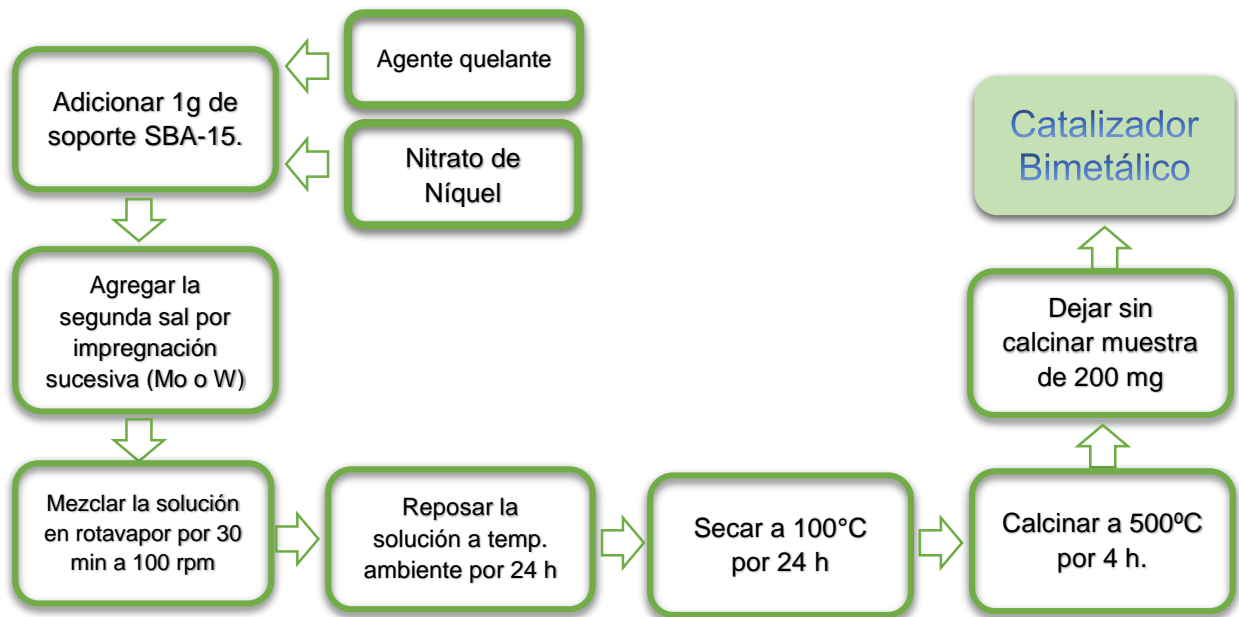 Adicionar 1g de
soporte SBA-15.
Agente quelante
Nitrato de
Níquel
Agregar la
segunda sal por
impregnación
sucesiva (Mo o W)
Mezclar la solución
en rotavapor por 30
min a 100 rpm
Reposar la
solución a temp.
ambiente por 24 h
Secar a 100°C
por 24 h
Calcinar a 500ºC
por 4 h.
Dejar sin
calcinar muestra
de 200 mg
Catalizador
Bimetálico